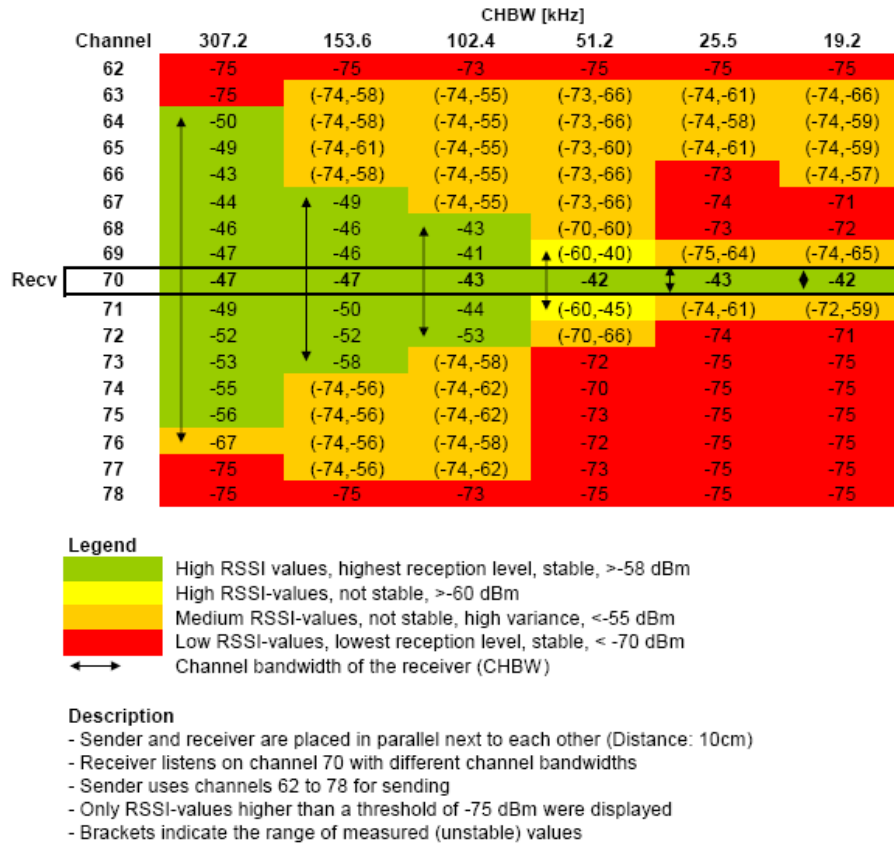 CHBW [kHz]
Channel 307.2 153.6 102.4 51.2 25.5 19.2
62 -75 -75 -73 -75 -75 -75
63 -75 (-74,-58) (-74,-55) (-73,-66) (-74,-61) (-74,-66)
64 -50 (-74,-58) (-74,-55) (-73,-66) (-74,-58) (-74,-59)
65 -49 (-74,-61) (-74,-55) (-73,-60) (-74,-61) (-74,-59)
66 -43 (-74,-58) (-74,-55) (-73,-66) -73 (-74,-57)
67 -44 -49 (-74,-55) (-73,-66) -74 -71
68 -46 -46 -43 (-70,-60) -73 -72
69 -47 -46 -41 (-60,-40) (-75,-64) (-74,-65)
Recv 70 -47 -47 -43 -42 -43 -42
71 -49 -50 -44 (-60,-45) (-74,-61) (-72,-59)
72 -52 -52 -53 (-70,-66) -74 -71
73 -53 -58 (-74,-58) -72 -75 -75
74 -55 (-74,-56) (-74,-62) -70 -75 -75
75 -56 (-74,-56) (-74,-62) -73 -75 -75
76 -67 (-74,-56) (-74,-58) -72 -75 -75
77 -75 (-74,-56) (-74,-62) -73 -75 -75
78 -75 -75 -73 -75 -75 -75
Legend
High RSSI values, highest reception level, stable, >-58 dBm
High RSSI-values, not stable, >-60 dBm
Medium RSSI-values, not stable, high variance, <-55 dBm
Low RSSI-values, lowest reception level, stable, < -70 dBm
Channel bandwidth of the receiver (CHBW)
Description
- Sender and receiver are placed in parallel next to each other (Distance: 10cm)
- Receiver listens on channel 70 with different channel bandwidths
- Sender uses channels 62 to 78 for sending
- Only RSSI-values higher than a threshold of -75 dBm were displayed
- Brackets indicate the range of measured (unstable) values